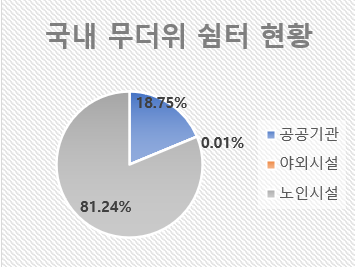 국내 무더위 쉼터 현황
18.75%
0.01%
81.24%
공공기관
야외시설
노인시설